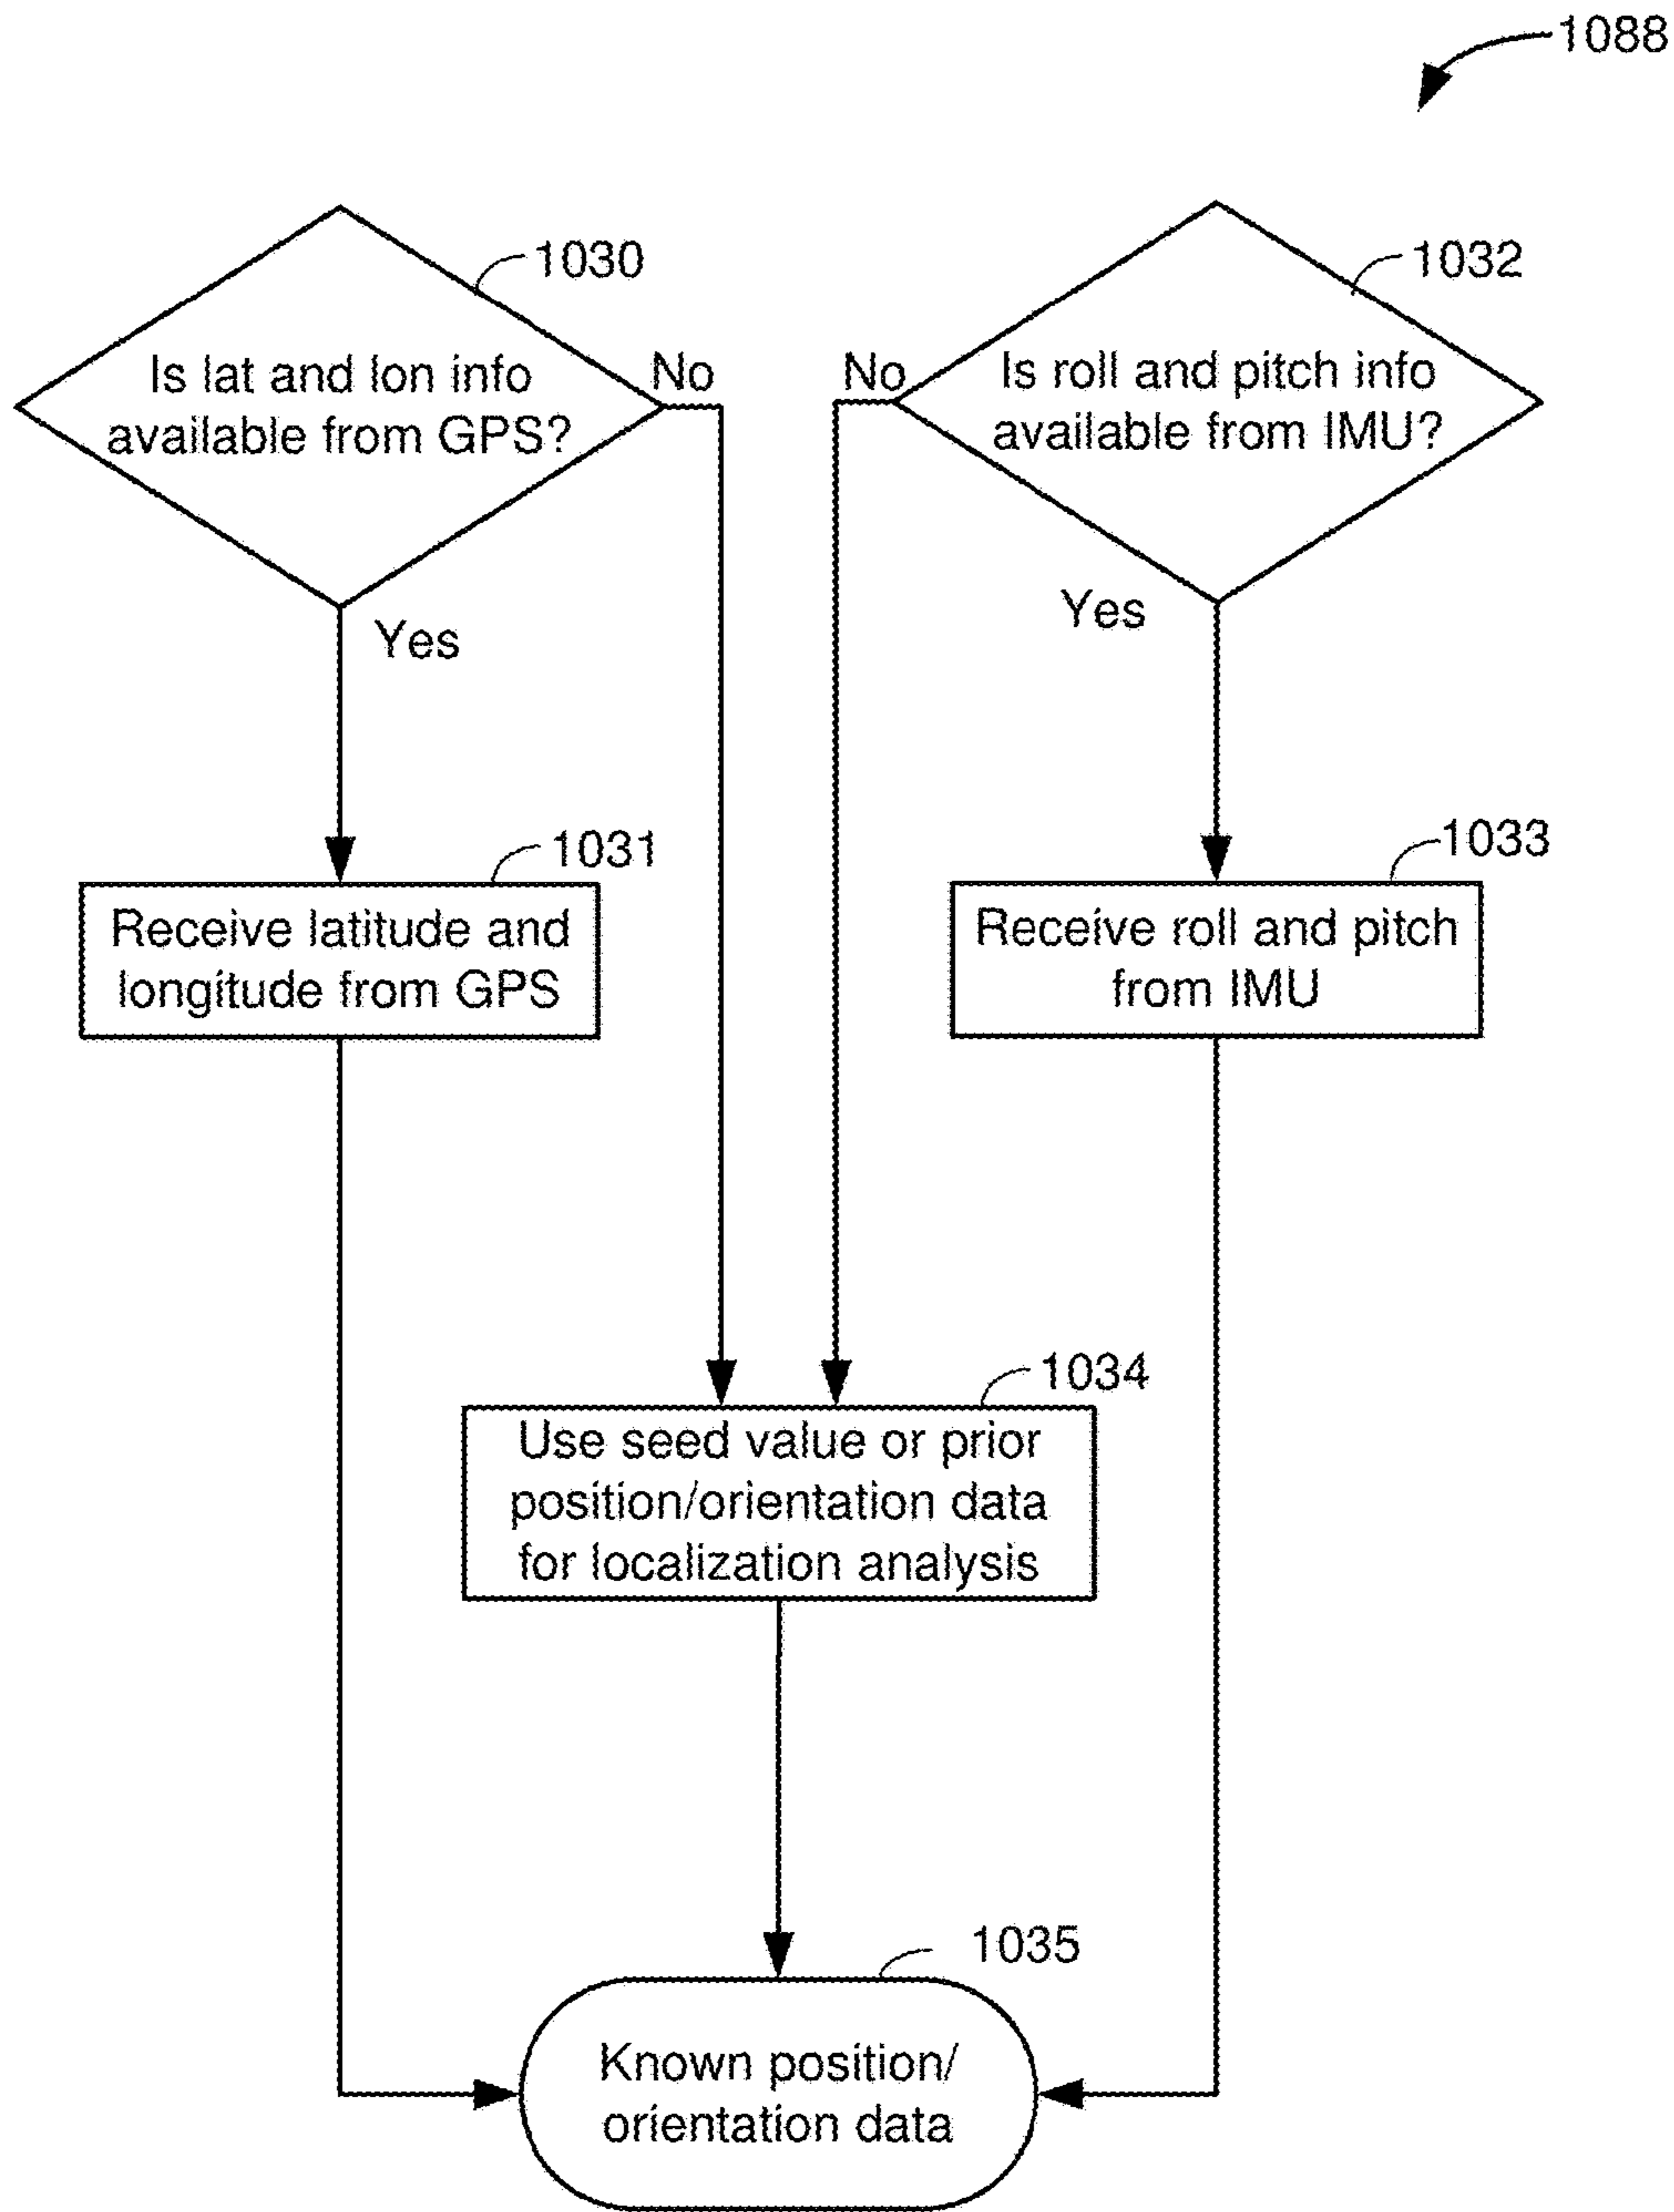 1088
1030
Is lat and lon info
available from GPS?
No
Yes
1032
Is roll and pitch info
available from IMU?
No
Yes
1031
Receive latitude and
longitude from GPS
1033
Receive roll and pitch
from IMU
1034
Use seed value or prior
position/orientation data
for localization analysis
1035
Known position/
orientation data